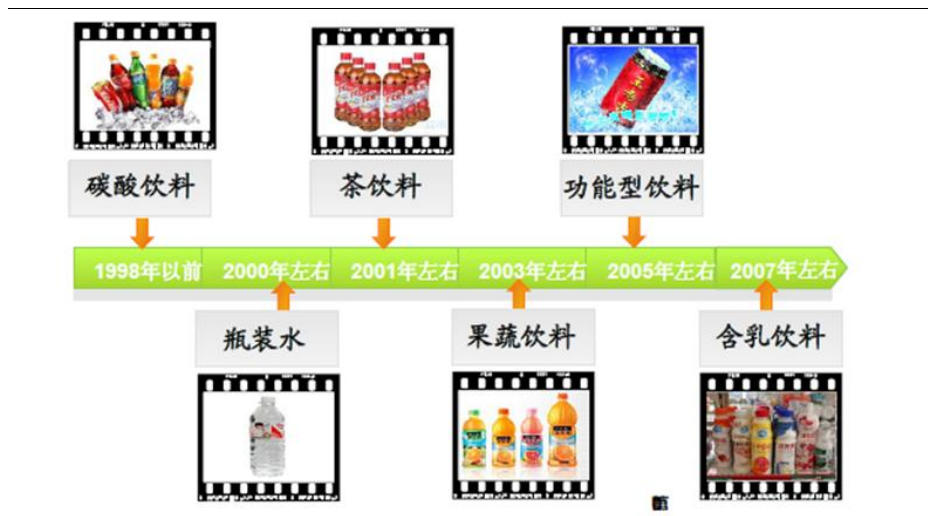 碳酸饮料
茶饮料
功能型饮料
1998年以前
2000年左右
2001年左右
2003年左右
2005年左右
2007年左右
瓶装水
果蔬饮料
含乳饮料